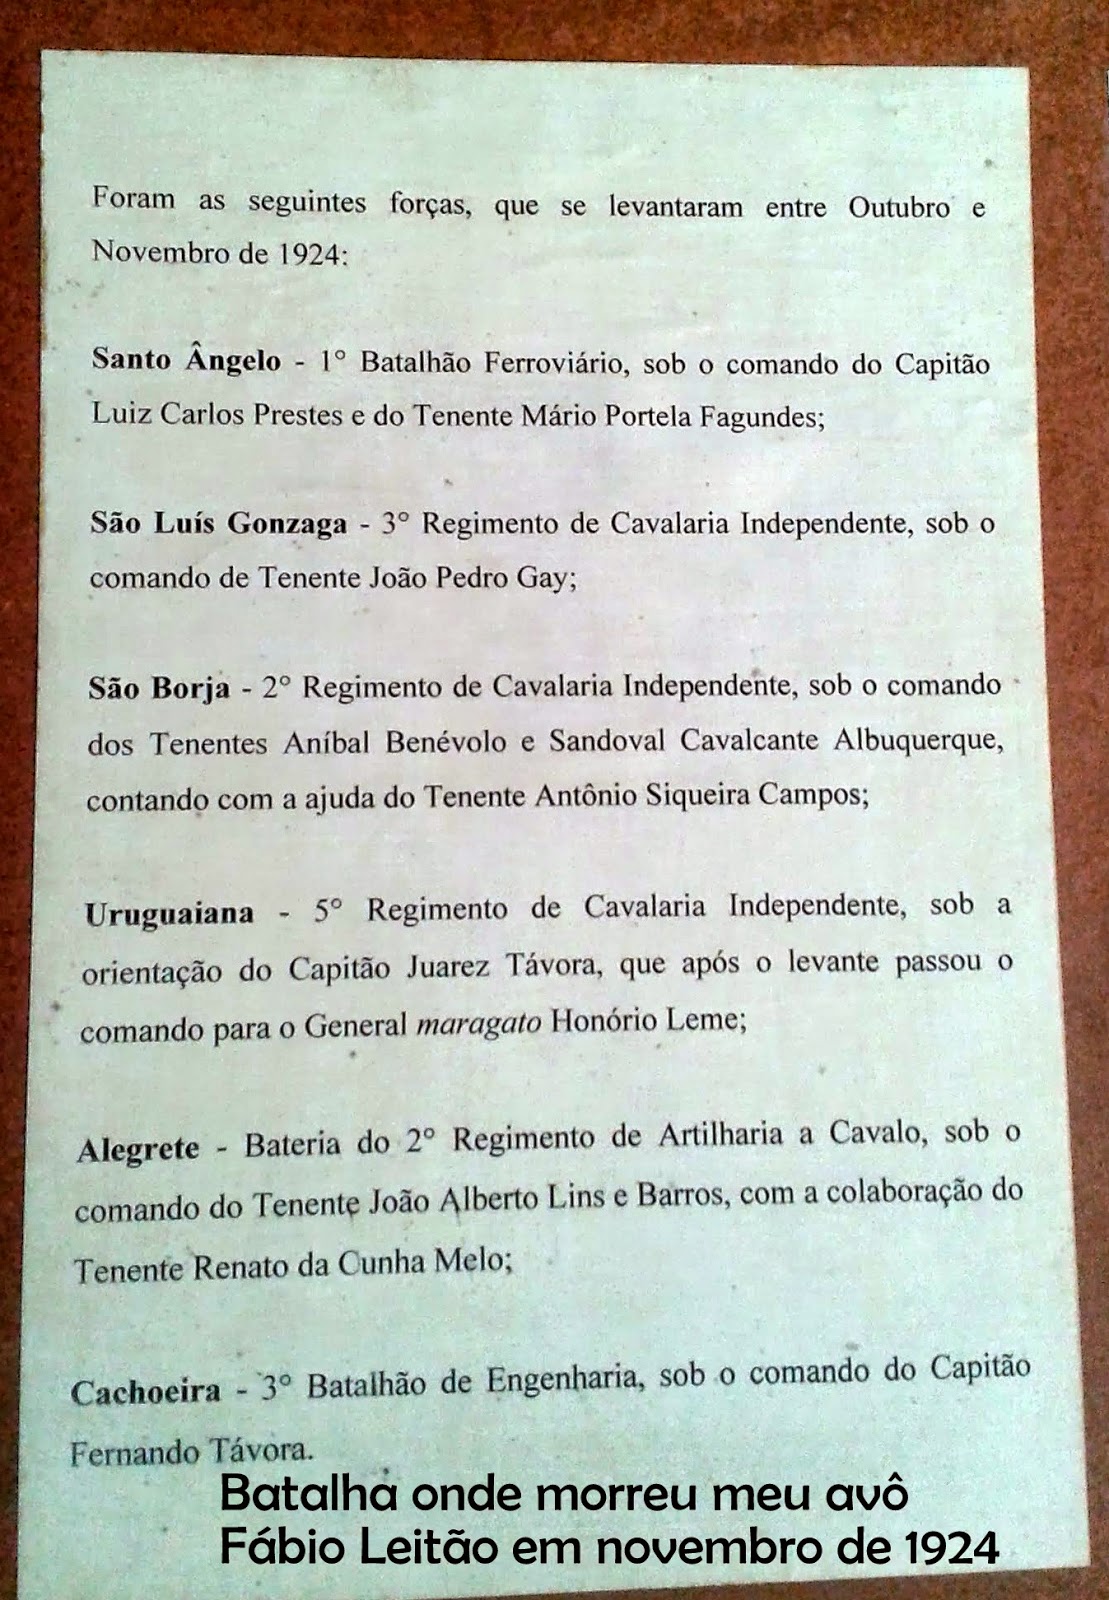 Foram as seguintes forças, que se levantaram entre Outubro e
Novembro de 1924:
Santo Ângelo - 1° Batalhão Ferroviário, sob o comando do Capitão
Luiz Carlos Prestes e do Tenente Mário Portela Fagundes;
São Luís Gonzaga - 3° Regimento de Cavalaria Independente, sob o
comando de Tenente João Pedro Gay;
São Borja - 2° Regimento de Cavalaria Independente, sob o comando
dos Tenentes Aníbal Benévolo e Sandoval Cavalcante Albuquerque,
contando com a ajuda do Tenente Antônio Siqueira Campos;
Uruguaiana - 5° Regimento de Cavalaria Independente, sob a
orientação do Capitão Juarez Távora, que após o levante passou o
comando para o General maragato Honório Leme;
Alegrete - Bateria do 2° Regimento de Artilharia a Cavalo, sob o
comando do Tenente João Alberto Lins e Barros, com a colaboração do
Tenente Renato da Cunha Melo;
Cachoeira - 3° Batalhão de Engenharia, sob o comando do Capitão
Fernando Távora.
Batalha onde morreu meu avô
Fábio Leitão em novembro de 1924